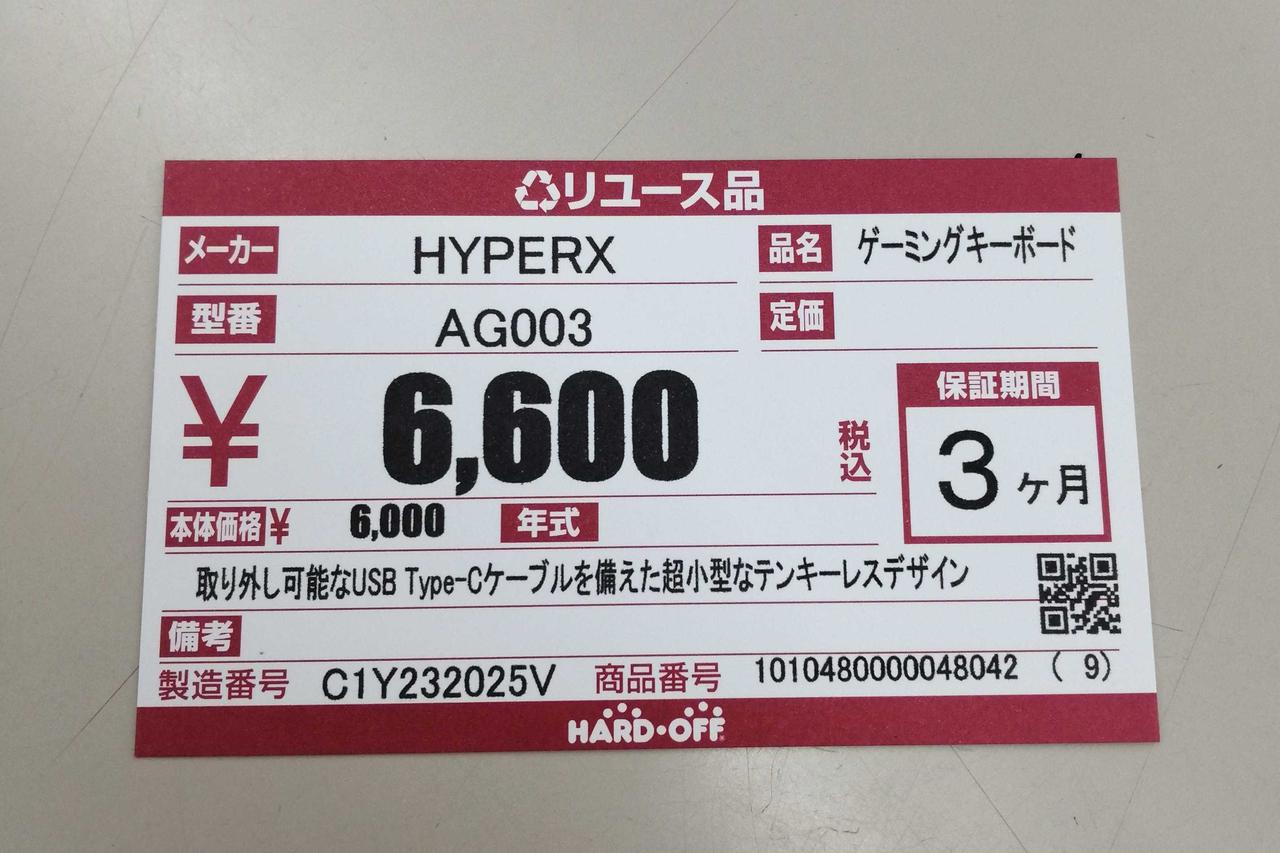 リユース品
メーカー HYPERX 品名 ゲーミングキーボード
型番 AG003 定価
¥ 6,600 税込
保証期間
3ヶ月
本体価格¥ 6,000 年式
取り外し可能なUSB Type-Cケーブルを備えた超小型なテンキーレスデザイン
備考
製造番号 C1Y232025V 商品番号 1010480000048042 ( 9)
HARD・OFF